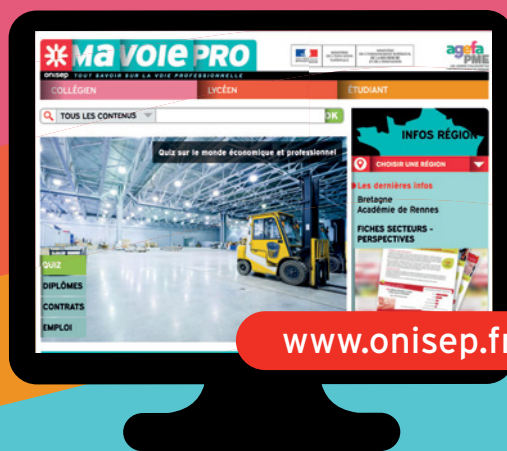 ma voie PRO
onisep TOUT SAVOIR SUR LA VOIE PROFESSIONNELLE
agefa
PME
COLLÉGIEN
LYCÉEN
ÉTUDIANT
TOUS LES CONTENUS
OK
Quiz sur le monde économique et professionnel
QUIZ
DIPLÔMES
CONTRATS
EMPLOI
INFOS RÉGION
CHOISIR UNE RÉGION
Les dernières infos
Bretagne
Académie de Rennes
FICHES SECTEURS -
PERSPECTIVES
www.onisep.fr